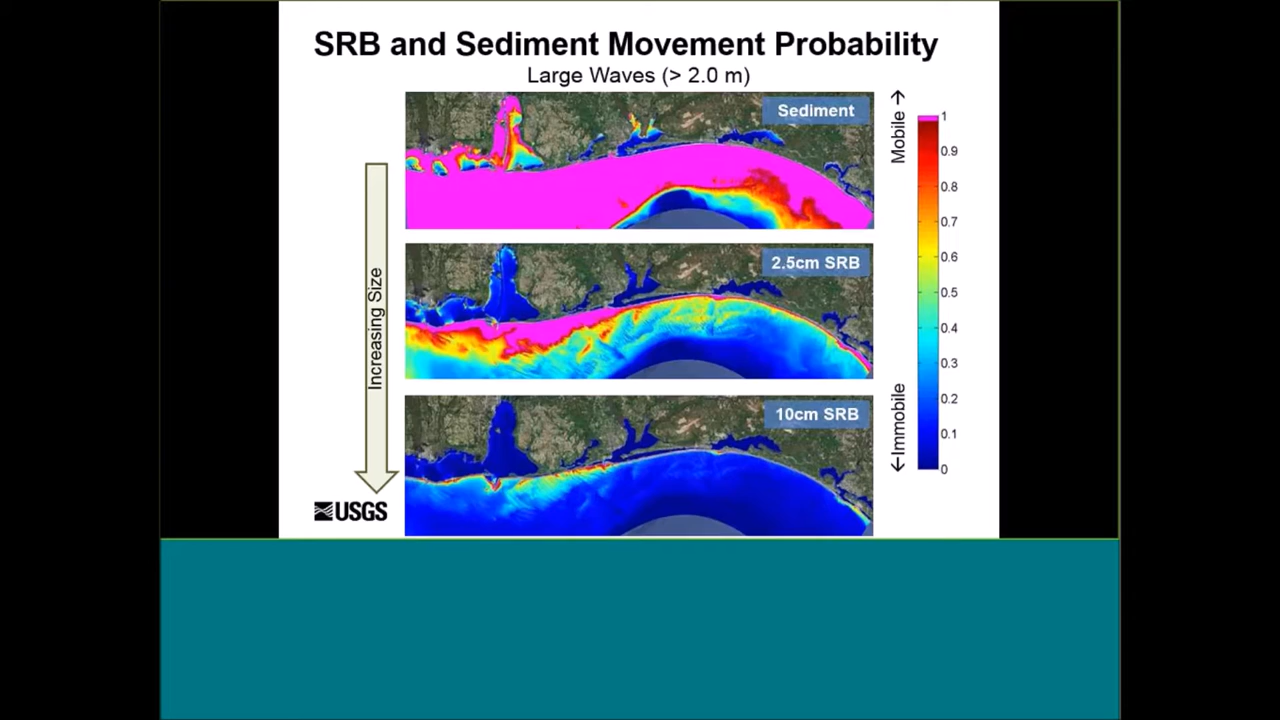 SRB and Sediment Movement Probability
Large Waves (> 2.0 m)
Sediment
2.5cm SRB
10cm SRB
Increasing Size
USGS
Mobile →
←Immobile
1
0.9
0.8
0.7
0.6
0.5
0.4
0.3
0.2
0.1
0